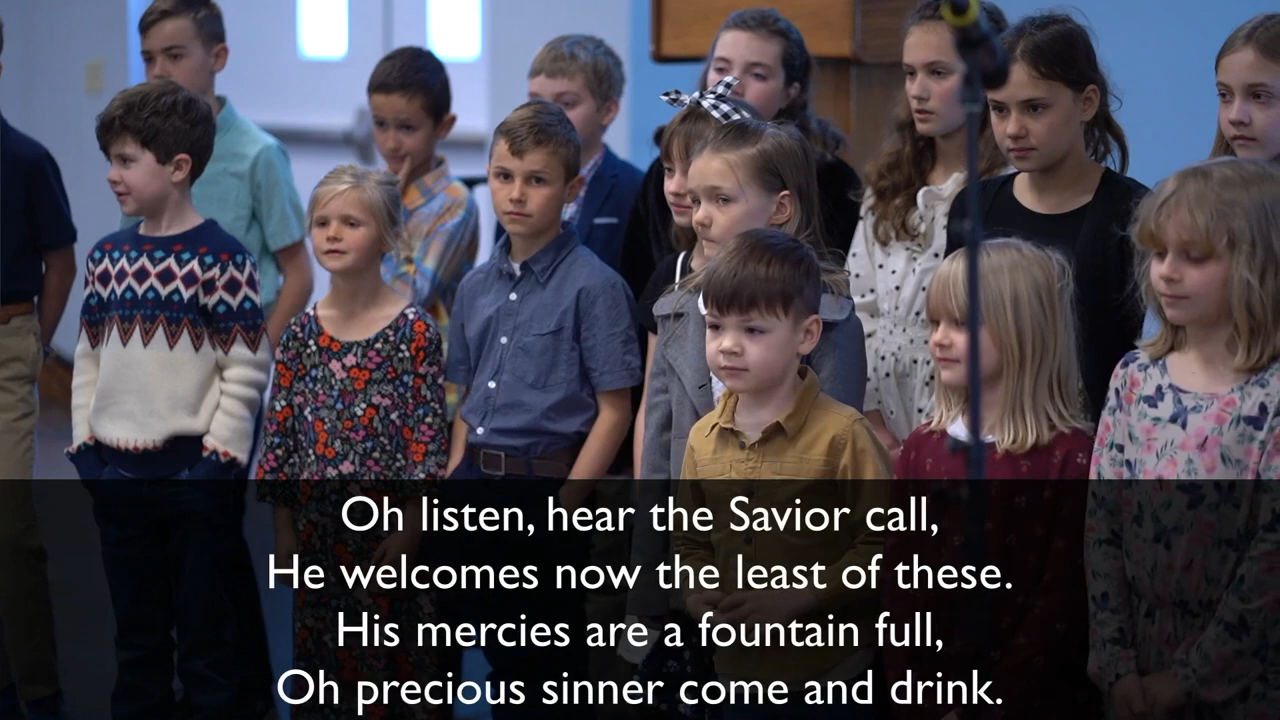 Oh listen, hear the Savior call,
He welcomes now the least of these.
His mercies are a fountain full,
Oh precious sinner come and drink.